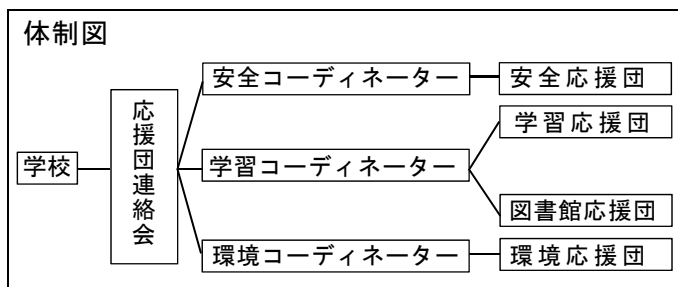 体制図
安全コーディネーター
安全応援団
学習応援団
学校
応援団連絡会
学習コーディネーター
図書館応援団
環境コーディネーター
環境応援団